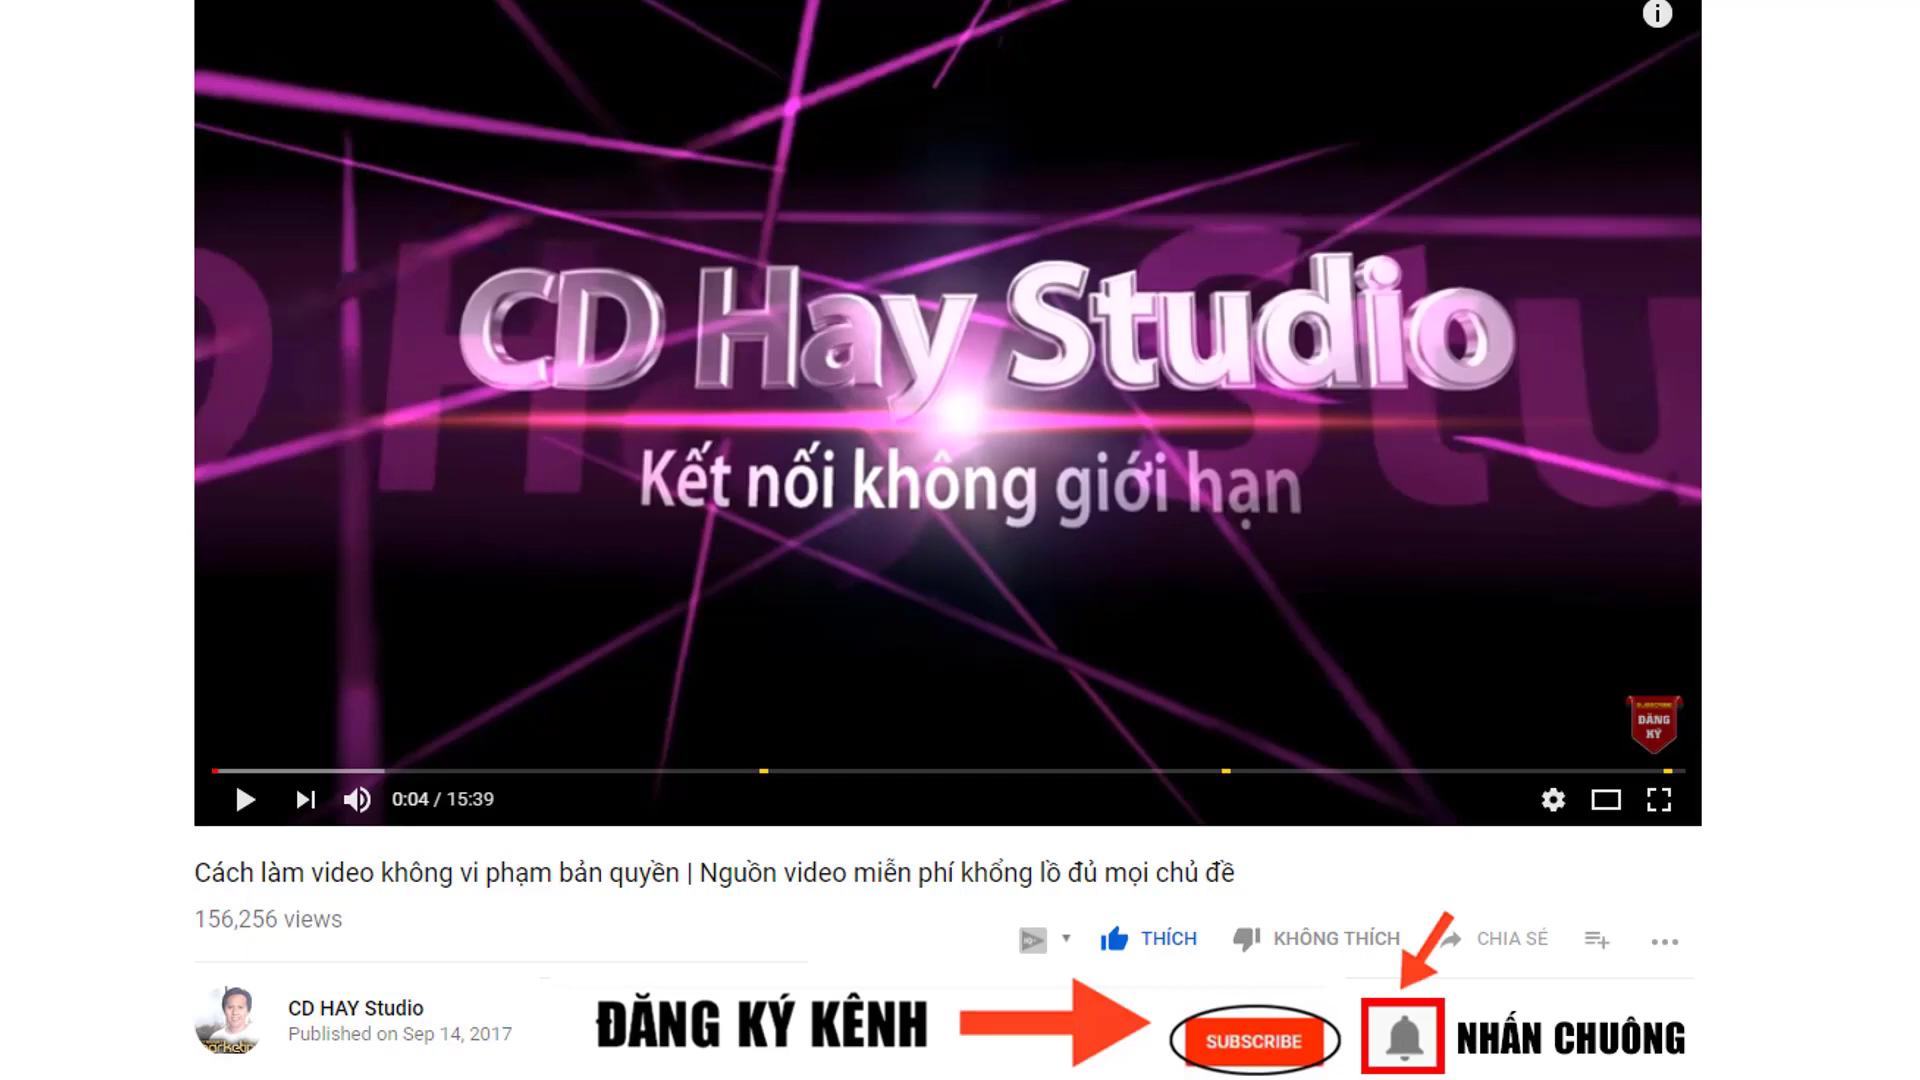 CD Hay Studio
Kết nối không giới hạn
SUBSCRIBE
ĐĂNG
KÝ
0:04 / 15:39
Cách làm video không vi phạm bản quyền | Nguồn video miễn phí khổng lồ đủ mọi chủ đề
156,256 views
THÍCH
KHÔNG THÍCH
CHIA SẺ
CD HAY Studio
Published on Sep 14, 2017
ĐĂNG KÝ KÊNH
SUBSCRIBE
NHẤN CHUÔNG